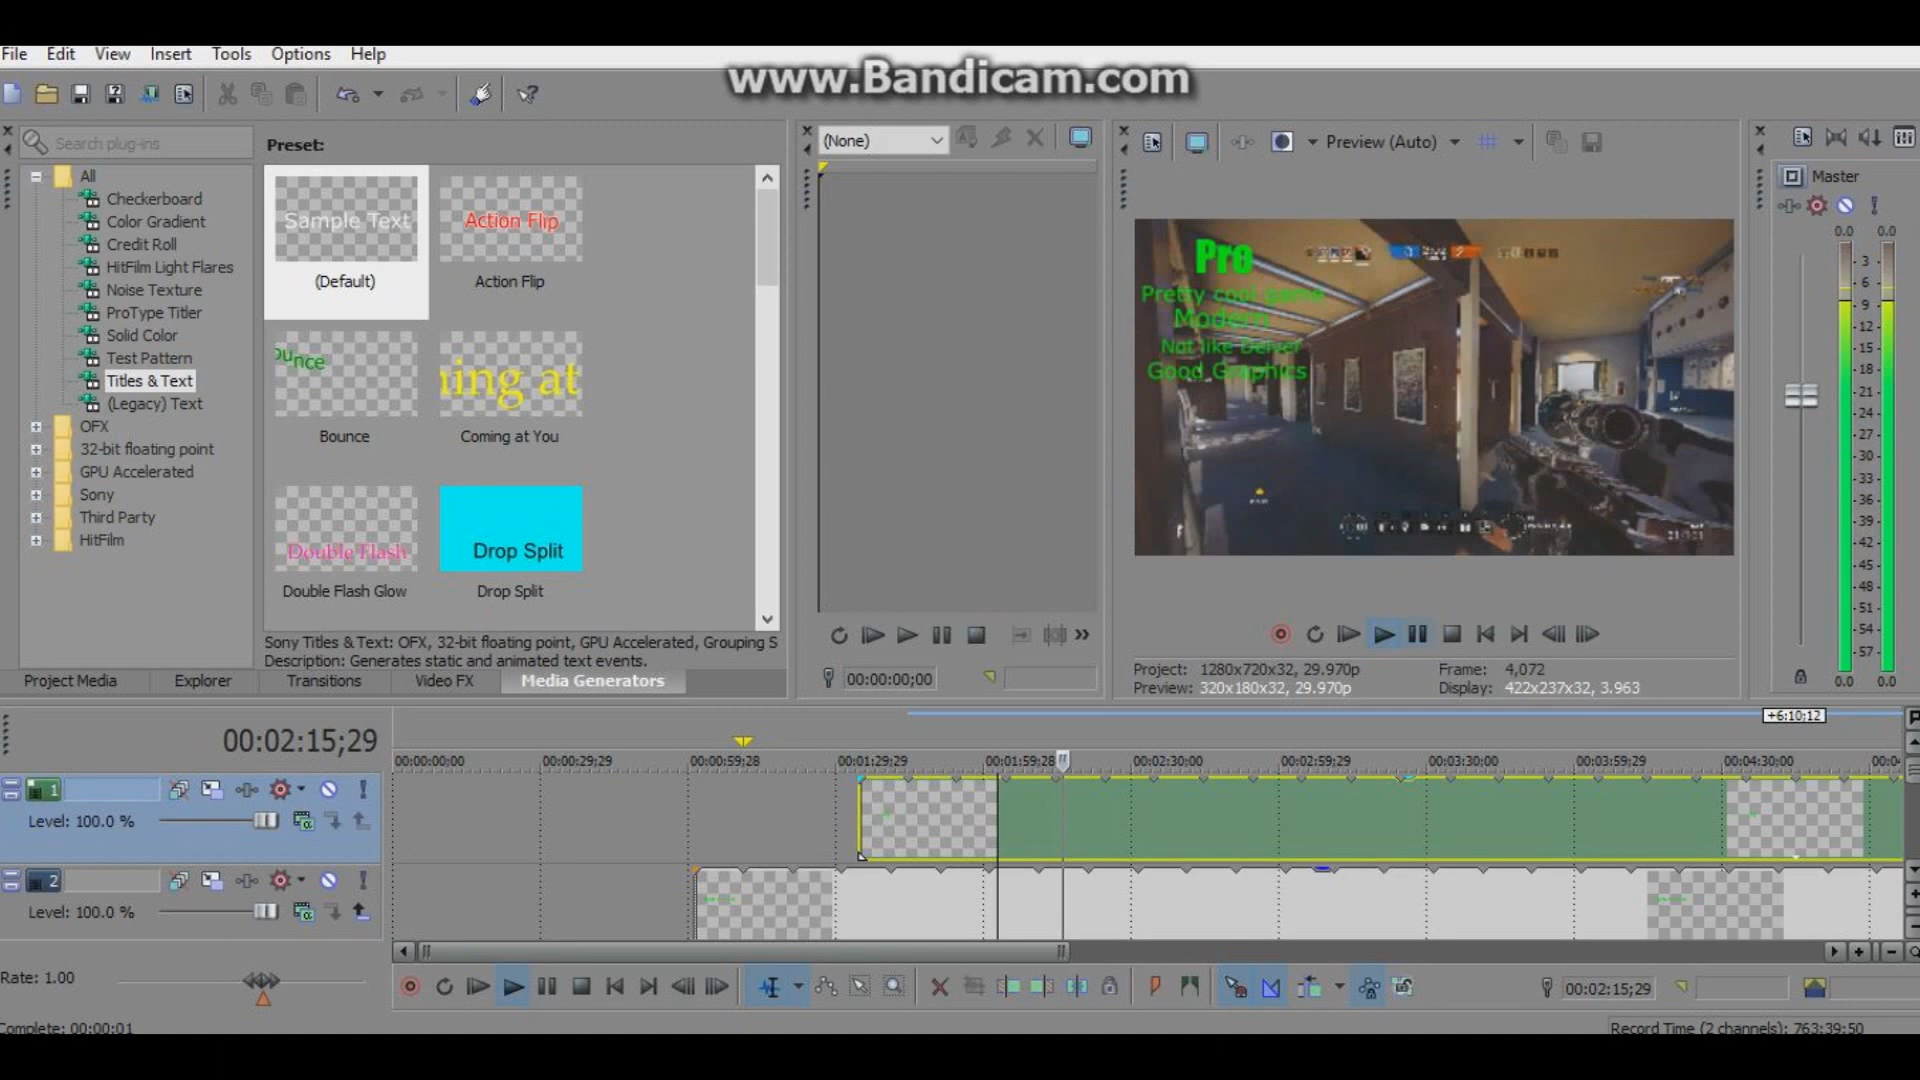 File Edit View Insert Tools Options Help
www.Bandicam.com
Search plug-ins
All
Checkerboard
Color Gradient
Credit Roll
HitFilm Light Flares
Noise Texture
ProType Titler
Solid Color
Test Pattern
Titles & Text
(Legacy) Text
OFX
32-bit floating point
GPU Accelerated
Sony
Third Party
HitFilm
Preset:
Sample Text
(Default)
Action Flip
Action Flip
ounce
Bounce
ning at
Coming at You
Double Flash
Double Flash Glow
Drop Split
Drop Split
Sony Titles & Text: OFX, 32-bit floating point, GPU Accelerated, Grouping S
Description: Generates static and animated text events.
Project Media Explorer Transitions Video FX Media Generators
(None)
00:00:00;00
Preview (Auto)
Pro
Pretty cool game
Modern
Not like
Good Graphics
Project: 1280x720x32, 29.970p Frame: 4,072
Preview: 320x180x32, 29.970p Display: 422x237x32, 3.963
Master
0.0 0.0
3
6
9
12
15
18
21
24
27
30
33
36
39
42
45
48
51
54
57
0.0 0.0
+6:10:12
00:02:15;29
00:00:00;00 00:00:29;29 00:00:59;28 00:01:29;29 00:01:59;28 00:02:30;00 00:02:59;29 00:03:30;00 00:03:59;29 00:04:30;00 00:04
1
Level: 100.0 %
2
Level: 100.0 %
Rate: 1.00
00:02:15;29
Complete: 00:00:01
Record Time (2 channels): 763:39:50